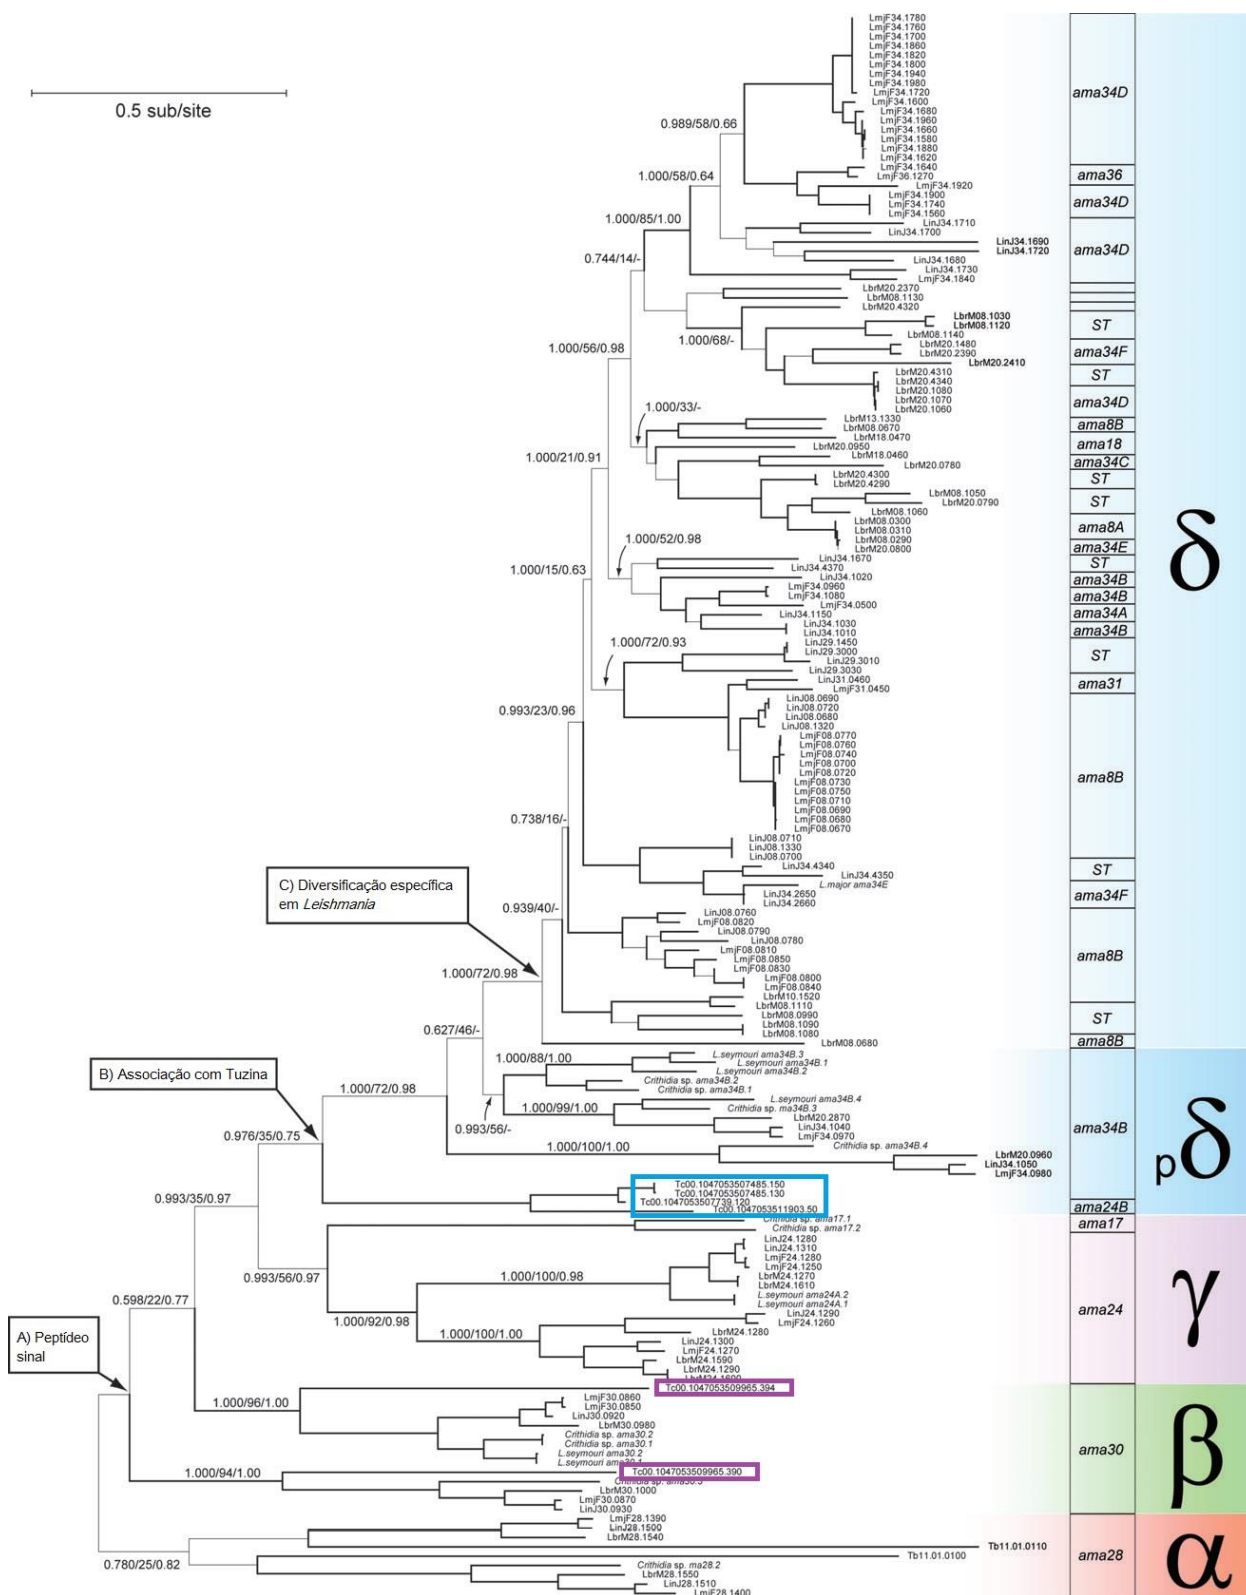 0.5 sub/site
LmjF34.1780
LmjF34.1760
LmjF34.1700
LmjF34.1860
LmjF34.1820
LmjF34.1800
LmjF34.1940
LmjF34.1980
LmjF34.1720
LmjF34.1600
LmjF34.1680
LmjF34.1960
LmjF34.1660
LmjF34.1580
LmjF34.1880
LmjF34.1620
ama34D
0.989/58/0.66
LmjF34.1640
LmjF36.1270
ama36
1.000/58/0.64
LmjF34.1920
LmjF34.1900
LmjF34.1740
LmjF34.1560
ama34D
1.000/85/1.00
LinJ34.1710
LinJ34.1700
LinJ34.1690
LinJ34.1720
LinJ34.1680
LinJ34.1730
LmjF34.1840
ama34D
0.744/14/-
LbrM20.2370
LbrM08.1130
LbrM20.4320
LbrM08.1030
LbrM08.1120
LbrM08.1140
ST
1.000/68/-
LbrM20.1480
LbrM20.2390
LbrM20.2410
ama34F
1.000/56/0.98
LbrM20.4310
LbrM20.4340
LbrM20.1080
LbrM20.1070
LbrM20.1060
ST
ama34D
1.000/33/-
LbrM13.1330
LbrM08.0670
ama8B
LbrM18.0470
LbrM20.0950
ama18
1.000/21/0.91
LbrM18.0460
LbrM20.0780
ama34C
LbrM20.4300
LbrM20.4290
ST
LbrM08.1050
LbrM20.0790
LbrM08.1060
ST
LbrM08.0300
LbrM08.0310
LbrM08.0290
LbrM20.0800
ama8A
ama34E
δ
1.000/52/0.98
LinJ34.1670
LinJ34.4370
ST
1.000/15/0.63
LinJ34.1020
ama34B
LmjF34.0960
LmjF34.1080
ama34B
LmjF34.0500
LinJ34.1150
ama34A
LinJ34.1030
LinJ34.1010
ama34B
1.000/72/0.93
LinJ29.1450
LinJ29.3000
LinJ29.3010
LinJ29.3030
ST
LinJ31.0460
LmjF31.0450
ama31
0.993/23/0.96
LinJ08.0690
LinJ08.0720
LinJ08.0680
LinJ08.1320
LmjF08.0770
LmjF08.0760
LmjF08.0740
LmjF08.0700
LmjF08.0720
LmjF08.0730
LmjF08.0750
LmjF08.0710
LmjF08.0690
LmjF08.0680
LmjF08.0670
ama8B
0.738/16/-
LinJ08.0710
LinJ08.1330
LinJ08.0700
LinJ34.4340
LinJ34.4350
ST
L.major ama34E
LinJ34.2650
LinJ34.2660
ama34F
C) Diversificação específica
em Leishmania
0.939/40/-
LinJ08.0760
LmjF08.0820
LinJ08.0790
LinJ08.0780
LmjF08.0810
LmjF08.0850
LmjF08.0830
LmjF08.0800
LmjF08.0840
ama8B
1.000/72/0.98
LbrM10.1520
LbrM08.1110
LbrM08.0990
LbrM08.1090
LbrM08.1080
ST
0.627/46/-
LbrM08.0680
ama8B
1.000/88/1.00
L.seymouri ama34B.3
L.seymouri ama34B.1
L.seymouri ama34B.2
Crithidia sp. ama34B.2
Crithidia sp. ama34B.1
B) Associação com Tuzina
1.000/72/0.98
L.seymouri ama34B.4
1.000/99/1.00
Crithidia sp. ma34B.3
LbrM20.2870
LinJ34.1040
LmjF34.0970
ama34B
0.993/56/-
0.976/35/0.75
1.000/100/1.00
Crithidia sp. ama34B.4
LbrM20.0960
LinJ34.1050
LmjF34.0980
pδ
0.993/35/0.97
Tc00.1047053507485.150
Tc00.1047053507485.130
Tc00.1047053507739.120
Tc00.1047053511903.50
ama24B
Crithidia sp. ama17.1
Crithidia sp. ama17.2
ama17
0.993/56/0.97
LinJ24.1280
LinJ24.1310
LmjF24.1280
LmjF24.1250
1.000/100/0.98
LbrM24.1270
LbrM24.1610
L.seymouri ama24A.2
L.seymouri ama24A.1
0.598/22/0.77
ama24
γ
1.000/92/0.98
LinJ24.1290
LmjF24.1260
LbrM24.1280
1.000/100/1.00
LinJ24.1300
LmjF24.1270
LbrM24.1590
LbrM24.1290
LbrM24.1600
A) Peptídeo
sinal
Tc00.1047053509965.394
1.000/96/1.00
LmjF30.0860
LmjF30.0850
LinJ30.0920
LbrM30.0980
Crithidia sp. ama30.2
Crithidia sp. ama30.1
L.seymouri ama30.2
L.seymouri ama30.1
ama30
β
1.000/94/1.00
Tc00.1047053509965.390
Crithidia sp. ama30.3
LbrM30.1000
LmjF30.0870
LinJ30.0930
LmjF28.1390
LinJ28.1500
LbrM28.1540
Tb11.01.0110
Tb11.01.0100
0.780/25/0.82
ama28
α
Crithidia sp. ma28.2
LbrM28.1550
LinJ28.1510
LmjF28.1400